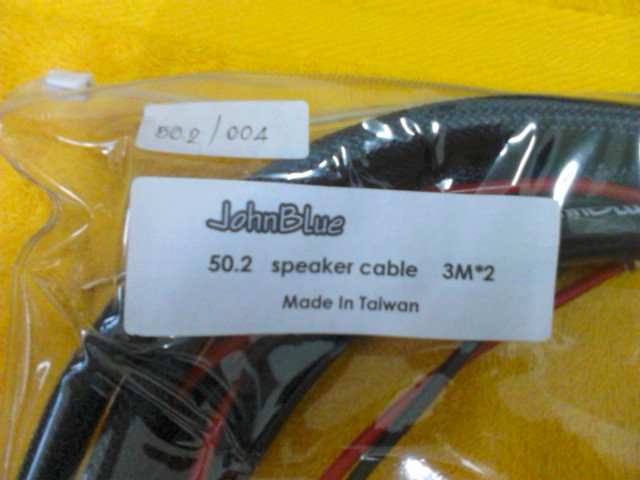 50.2/004
JohnBlue
50.2 speaker cable 3M*2
Made In Taiwan